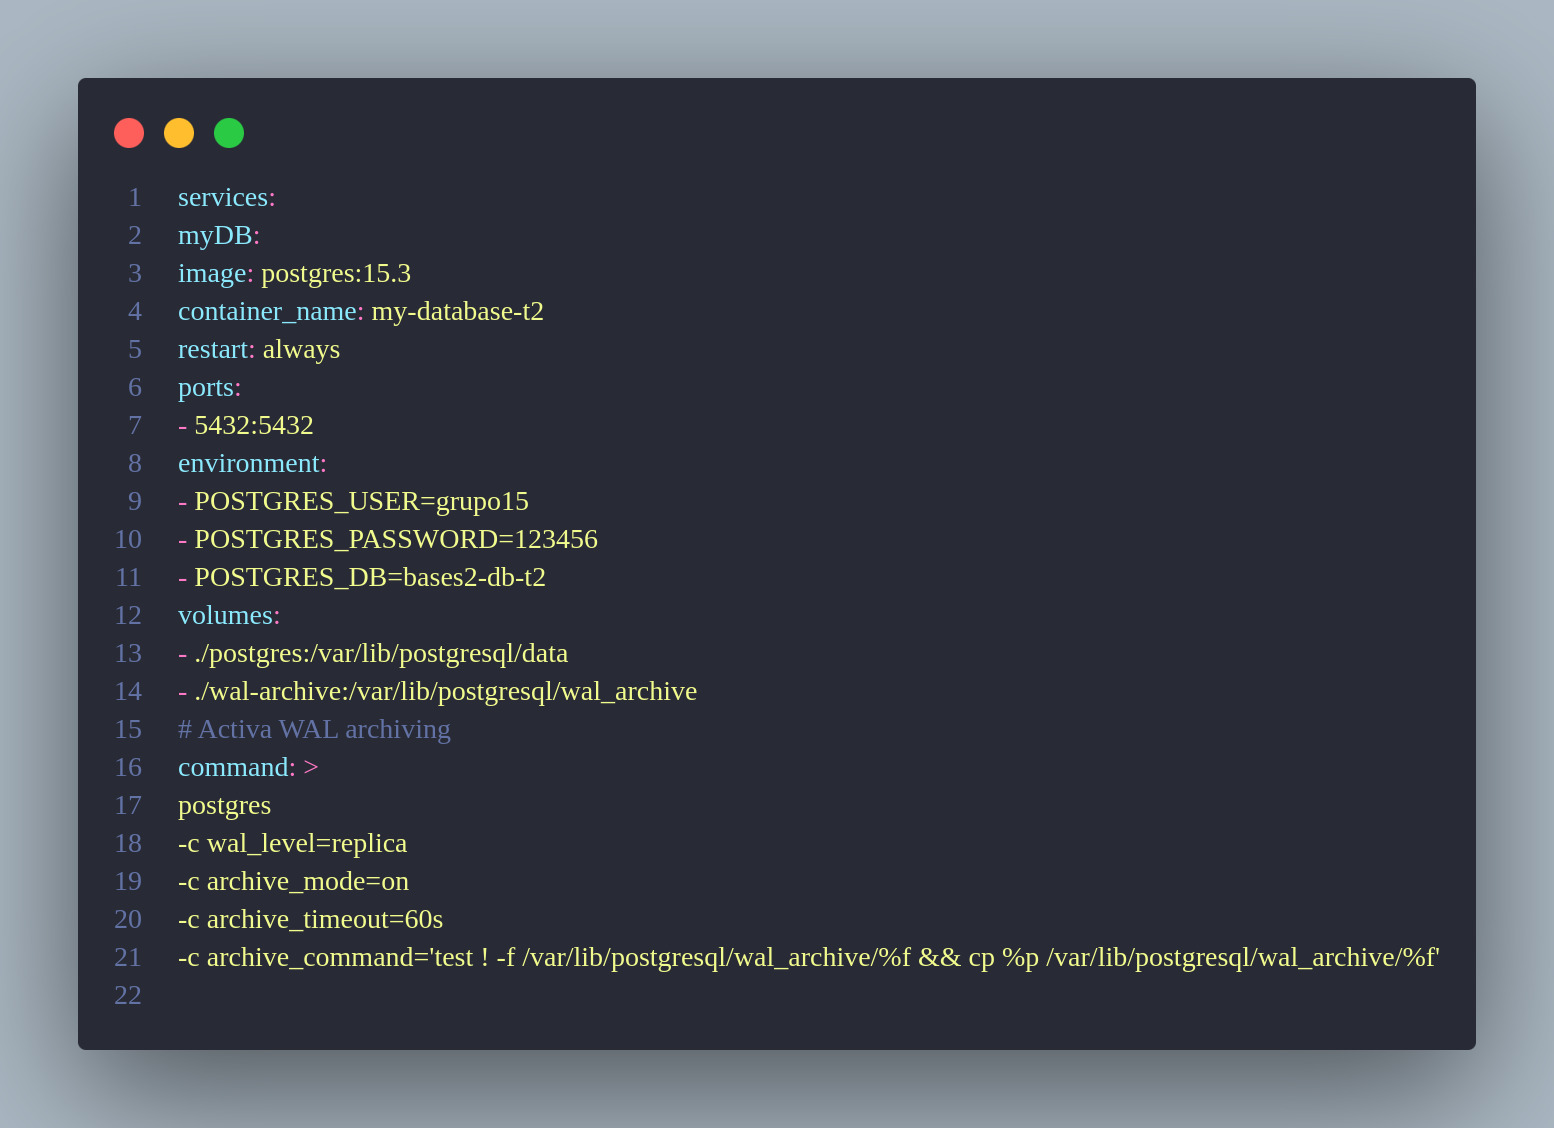 1 services:
2 myDB:
3 image: postgres:15.3
4 container_name: my-database-t2
5 restart: always
6 ports:
7 - 5432:5432
8 environment:
9 - POSTGRES_USER=grupo15
10 - POSTGRES_PASSWORD=123456
11 - POSTGRES_DB=bases2-db-t2
12 volumes:
13 - ./postgres:/var/lib/postgresql/data
14 - ./wal-archive:/var/lib/postgresql/wal_archive
15 # Activa WAL archiving
16 command: >
17 postgres
18 -c wal_level=replica
19 -c archive_mode=on
20 -c archive_timeout=60s
21 -c archive_command='test ! -f /var/lib/postgresql/wal_archive/%f && cp %p /var/lib/postgresql/wal_archive/%f'
22